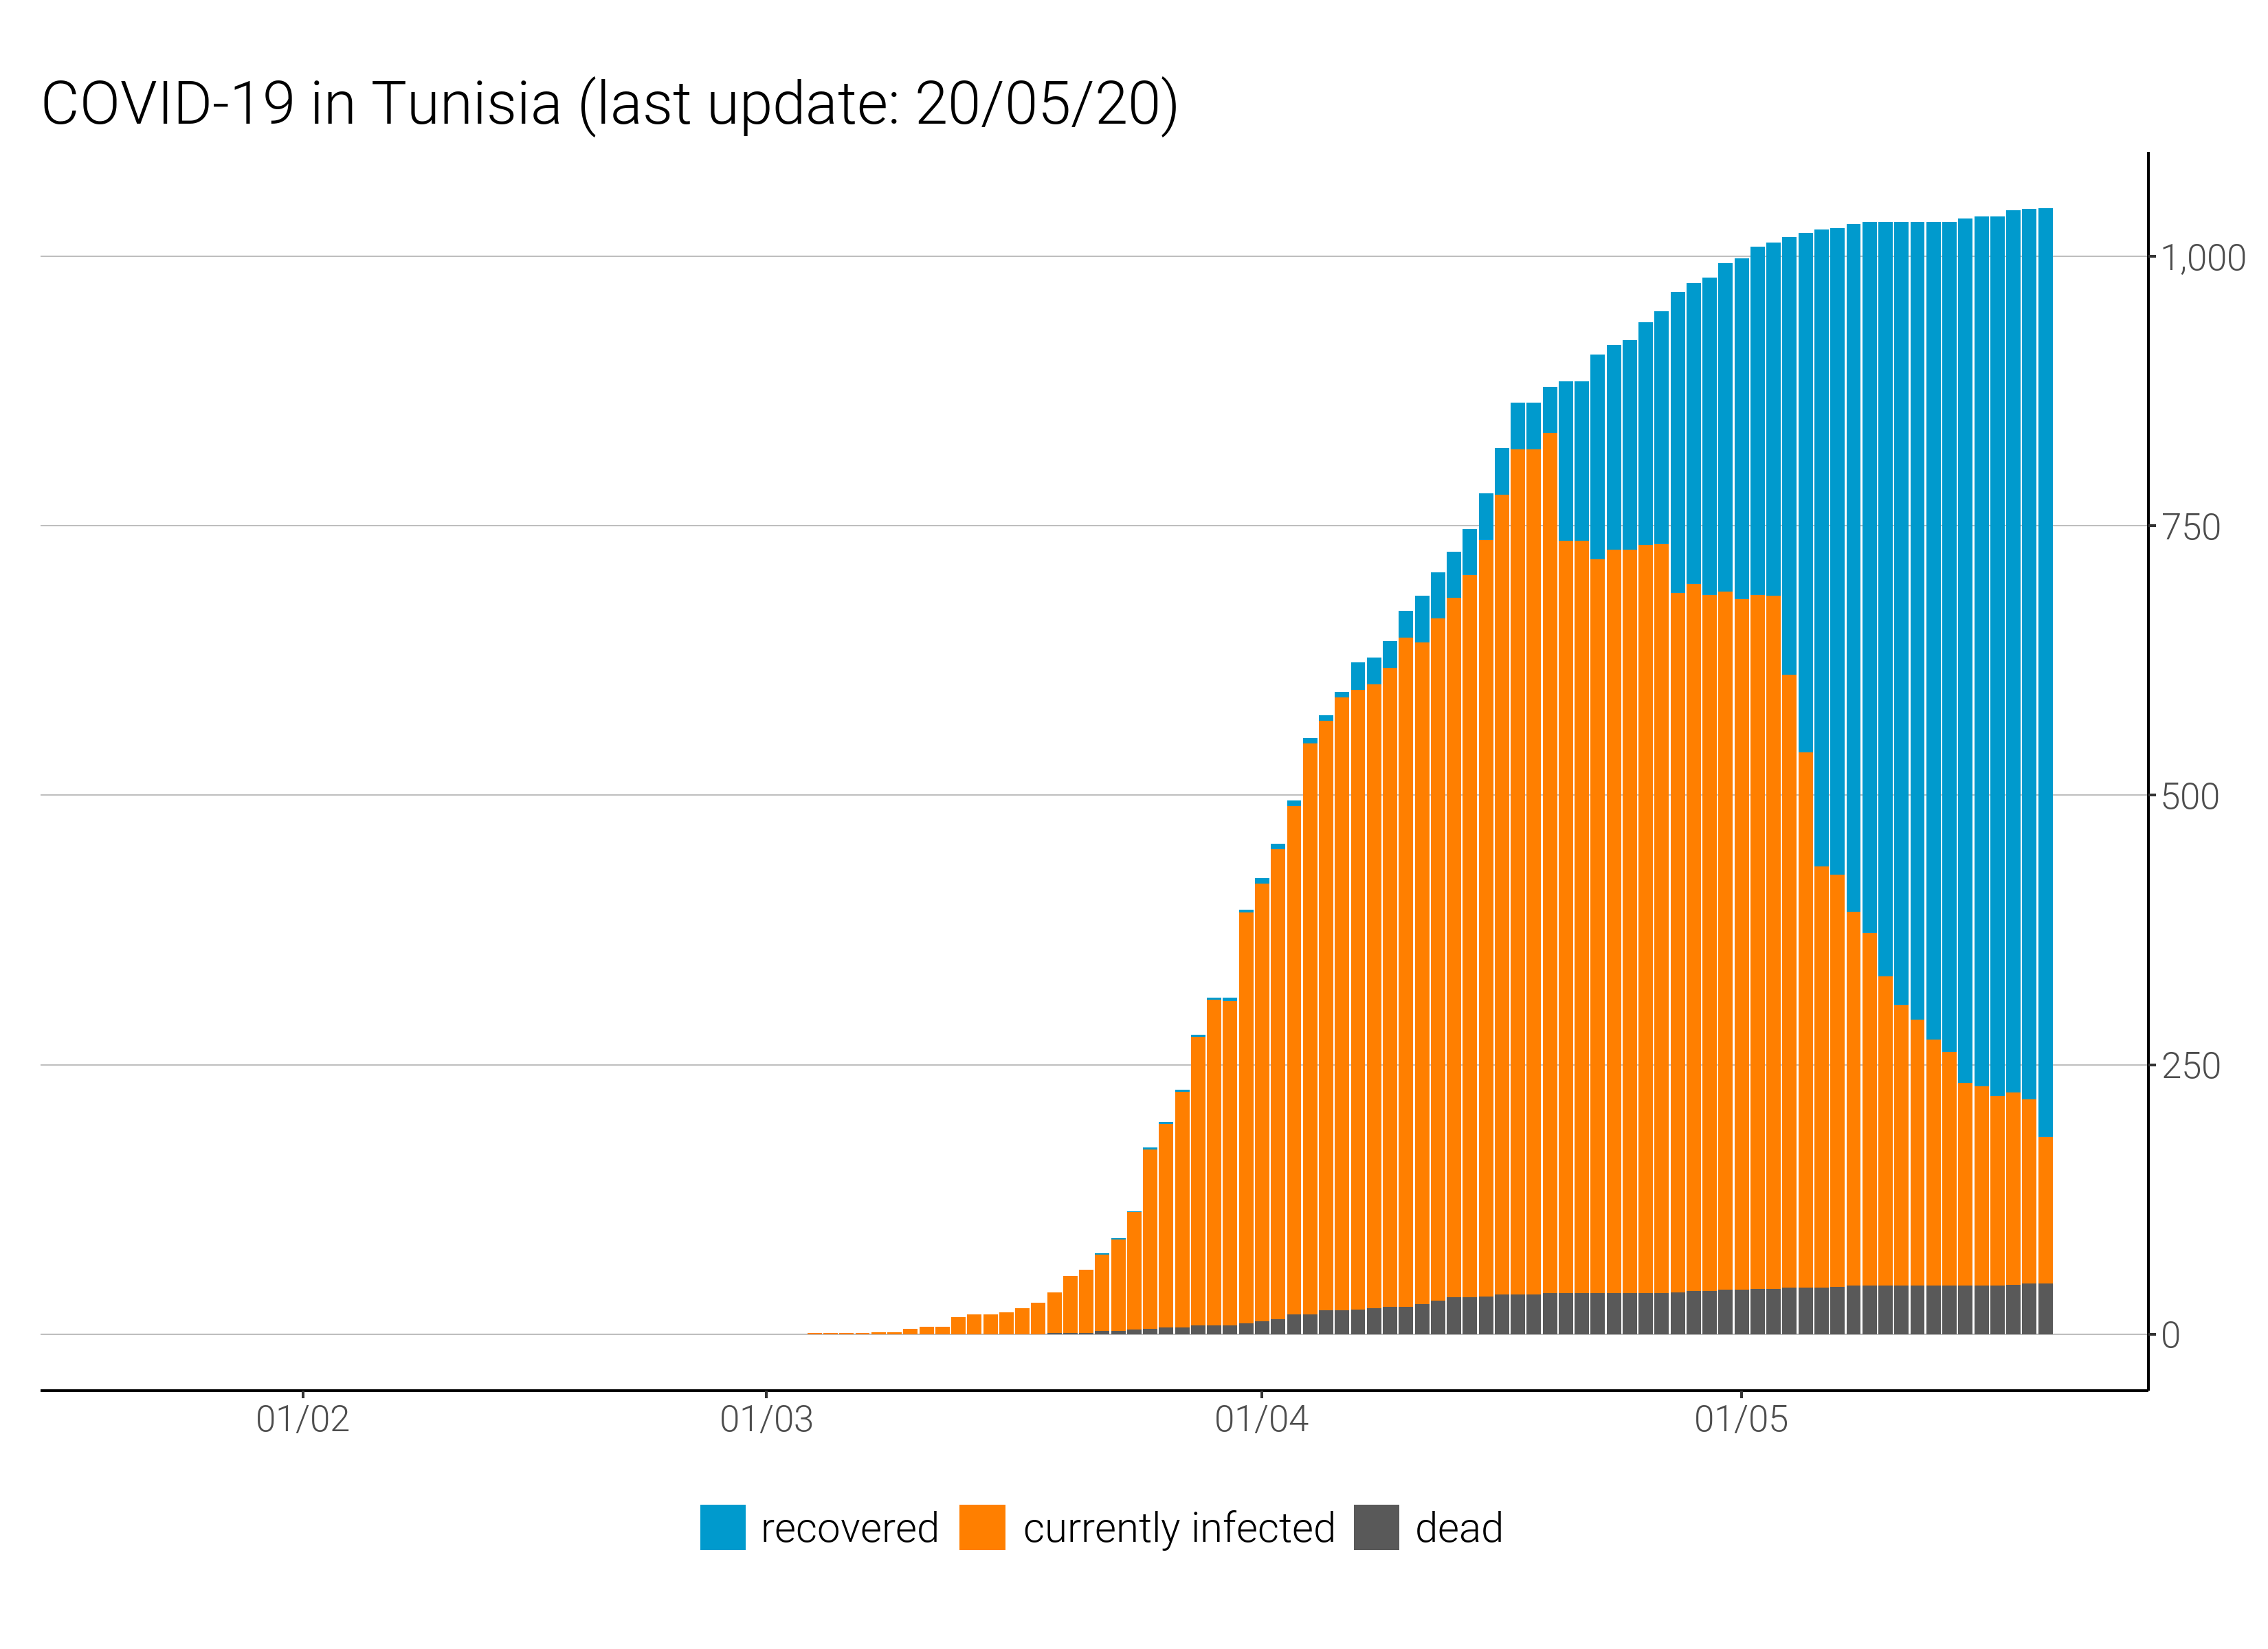 COVID-19 in Tunisia (last update: 20/05/20)
1,000
750
500
250
0
01/02 01/03 01/04 01/05
recovered currently infected dead